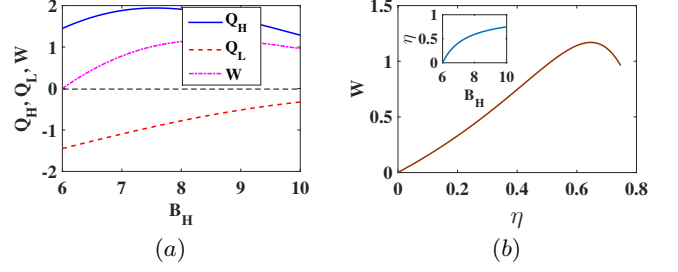 2
1
0
-1
-2
Q_H, Q_L, W
Q_H
Q_L
W
6 7 8 9 10
B_H
(a)
1.5
1
0.5
0
W
1
0.5
0
η
6 8 10
B_H
0 0.2 0.4 0.6 0.8
η
(b)